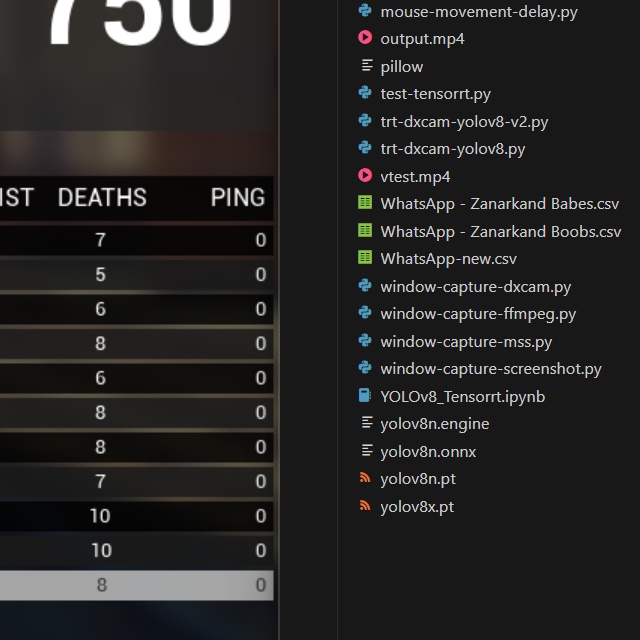 750
IST DEATHS PING
7 0
5 0
6 0
8 0
6 0
8 0
8 0
7 0
10 0
10 0
8 0
mouse-movement-delay.py
output.mp4
pillow
test-tensorrt.py
trt-dxcam-yolov8-v2.py
trt-dxcam-yolov8.py
vtest.mp4
WhatsApp - Zanarkand Babes.csv
WhatsApp - Zanarkand Boobs.csv
WhatsApp-new.csv
window-capture-dxcam.py
window-capture-ffmpeg.py
window-capture-mss.py
window-capture-screenshot.py
YOLOv8_Tensorrt.ipynb
yolov8n.engine
yolov8n.onnx
yolov8n.pt
yolov8x.pt